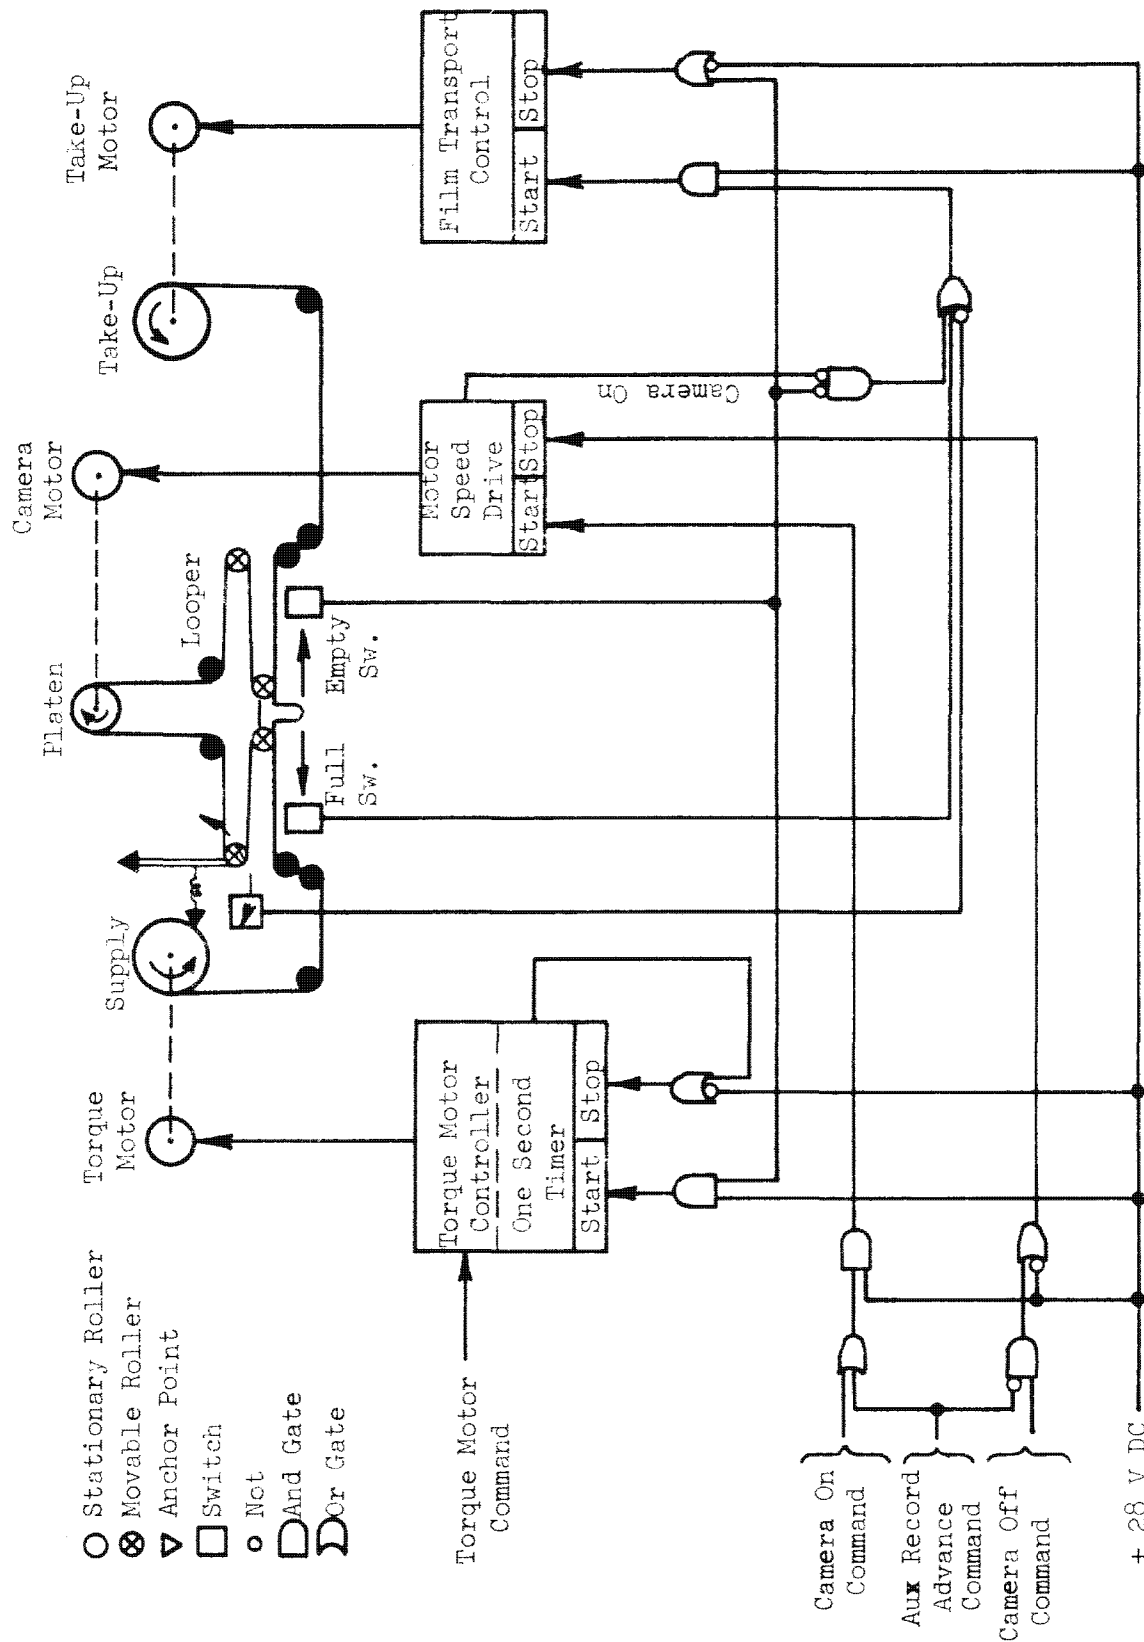 Stationary Roller
Movable Roller
Anchor Point
Switch
Not
And Gate
Or Gate
Torque
Motor
Supply
Platen
Looper
Camera
Motor
Take-Up
Take-Up
Motor
Full
Sw.
Empty
Sw.
Torque Motor
Command
Torque Motor
Controller
One Second
Timer
Start
Stop
Motor
Speed
Drive
Start
Stop
Camera
On
Film Transport
Control
Start
Stop
Camera On
Command
Aux Record
Advance
Command
Camera Off
Command
+ 28 V DC